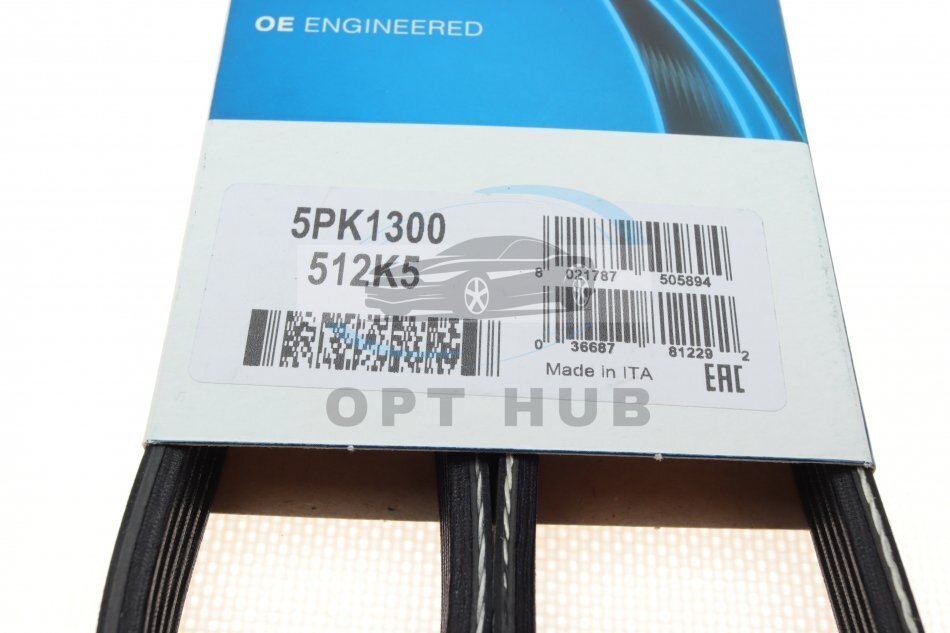 OE ENGINEERED
5PK1300
512K5
8 021787 505894
0 36687 81229 2
Made in ITA
EAC
OPT HUB